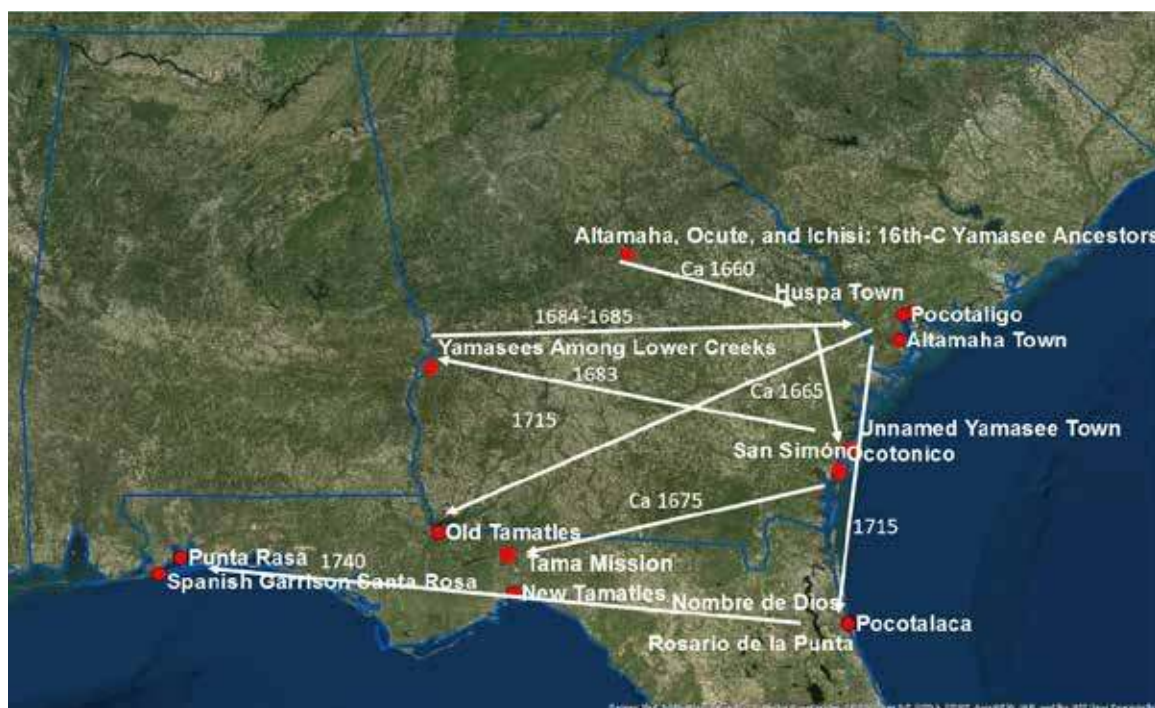 Altamaha, Ocute, and Ichisi: 16th-C Yamasee Ancestors
Ca 1660
Huspa Town
Pocotaligo
1684-1685
Altamaha Town
Yamasees Among Lower Creeks
1683
Ca 1665
1715
Unnamed Yamasee Town
San Simón
Ocotonico
Ca 1675
1715
Old Tamatles
Punta Rasa
1740
Tama Mission
Spanish Garrison Santa Rosa
New Tamatles
Nombre de Dios
Pocotalaca
Rosario de la Punta